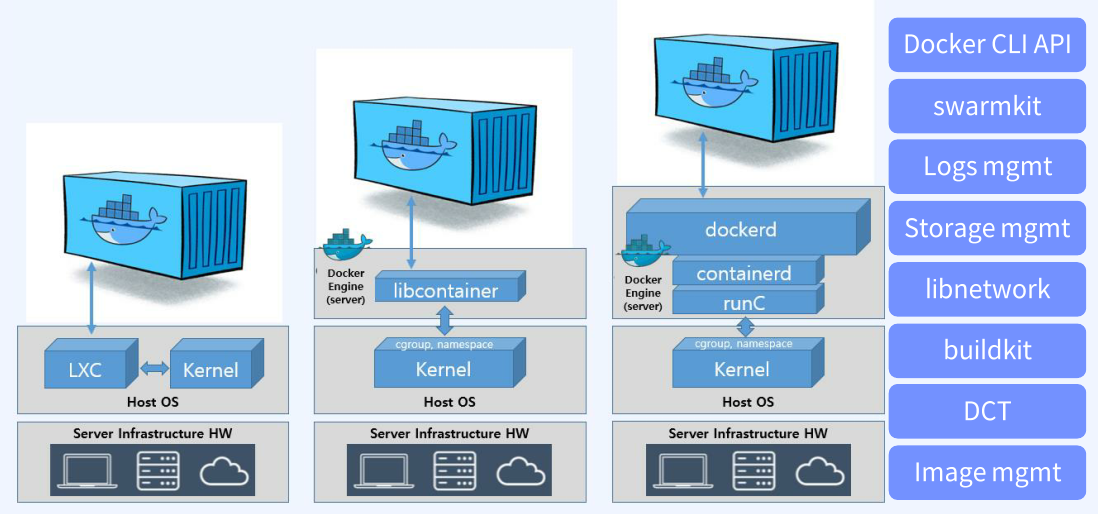 LXC
Kernel
Host OS
Server Infrastructure HW
Docker
Engine
(server)
libcontainer
cgroup, namespace
Kernel
Host OS
Server Infrastructure HW
dockerd
Docker
Engine
(server)
containerd
runC
cgroup, namespace
Kernel
Host OS
Server Infrastructure HW
Docker CLI API
swarmkit
Logs mgmt
Storage mgmt
libnetwork
buildkit
DCT
Image mgmt